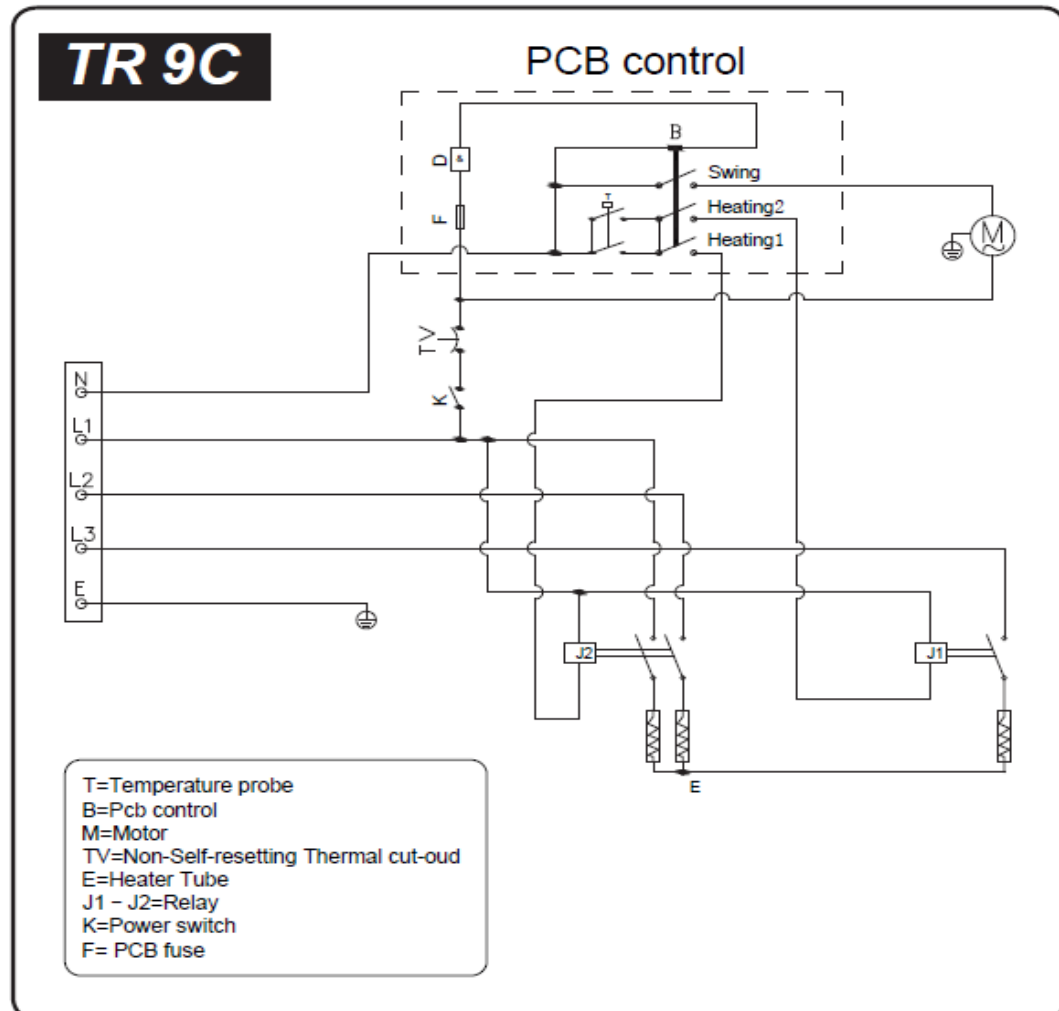 TR 9C
PCB control
B
D
&
Swing
T
Heating2
F
Heating1
M
TV
K
N
L1
L2
L3
E
J2
J1
E
T=Temperature probe
B=Pcb control
M=Motor
TV=Non-Self-resetting Thermal cut-oud
E=Heater Tube
J1 - J2=Relay
K=Power switch
F= PCB fuse